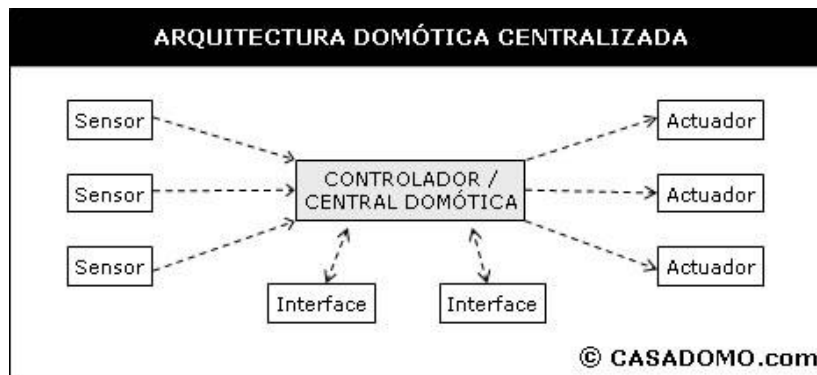 ARQUITECTURA DOMÓTICA CENTRALIZADA
Sensor
Actuador
CONTROLADOR /
CENTRAL DOMÓTICA
Sensor
Actuador
Sensor
Actuador
Interface
Interface
© CASADOMO.com